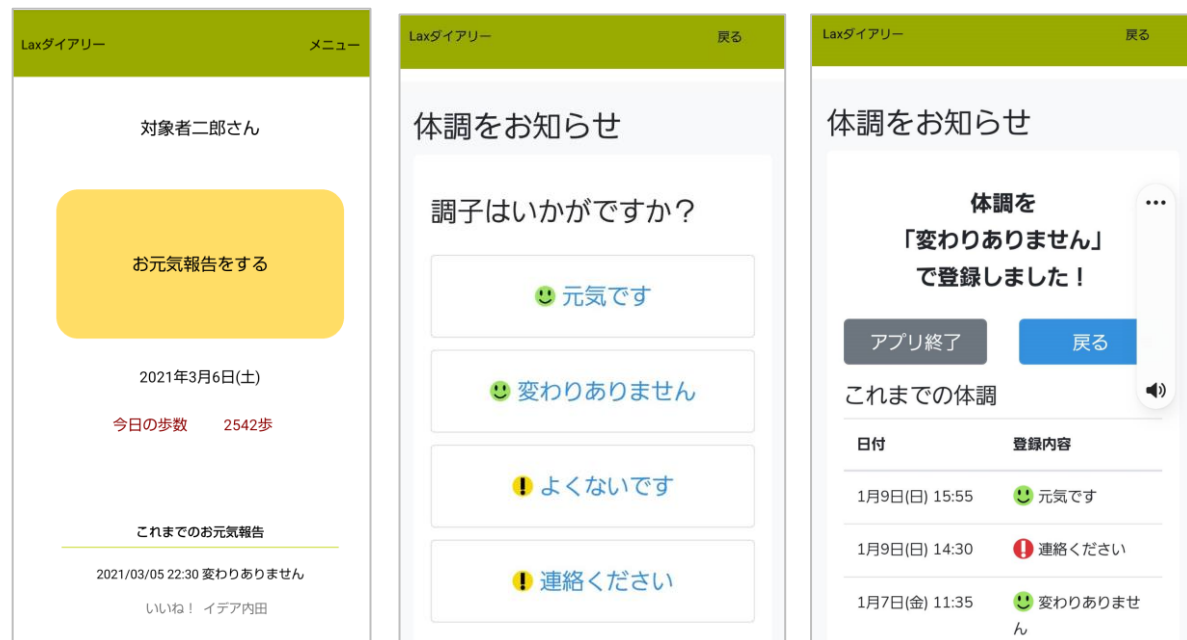 Laxダイアリー メニュー
対象者二郎さん
お元気報告をする
2021年3月6日(土)
今日の歩数 2542歩
これまでのお元気報告
2021/03/05 22:30 変わりありません
いいね！ イデア内田
Laxダイアリー 戻る
体調をお知らせ
調子はいかがですか？
元気です
変わりありません
よくないです
連絡ください
Laxダイアリー 戻る
体調をお知らせ
体調を
「変わりありません」
で登録しました！
アプリ終了 戻る
これまでの体調
日付 登録内容
1月9日(日) 15:55 元気です
1月9日(日) 14:30 連絡ください
1月7日(金) 11:35 変わりありませ
ん